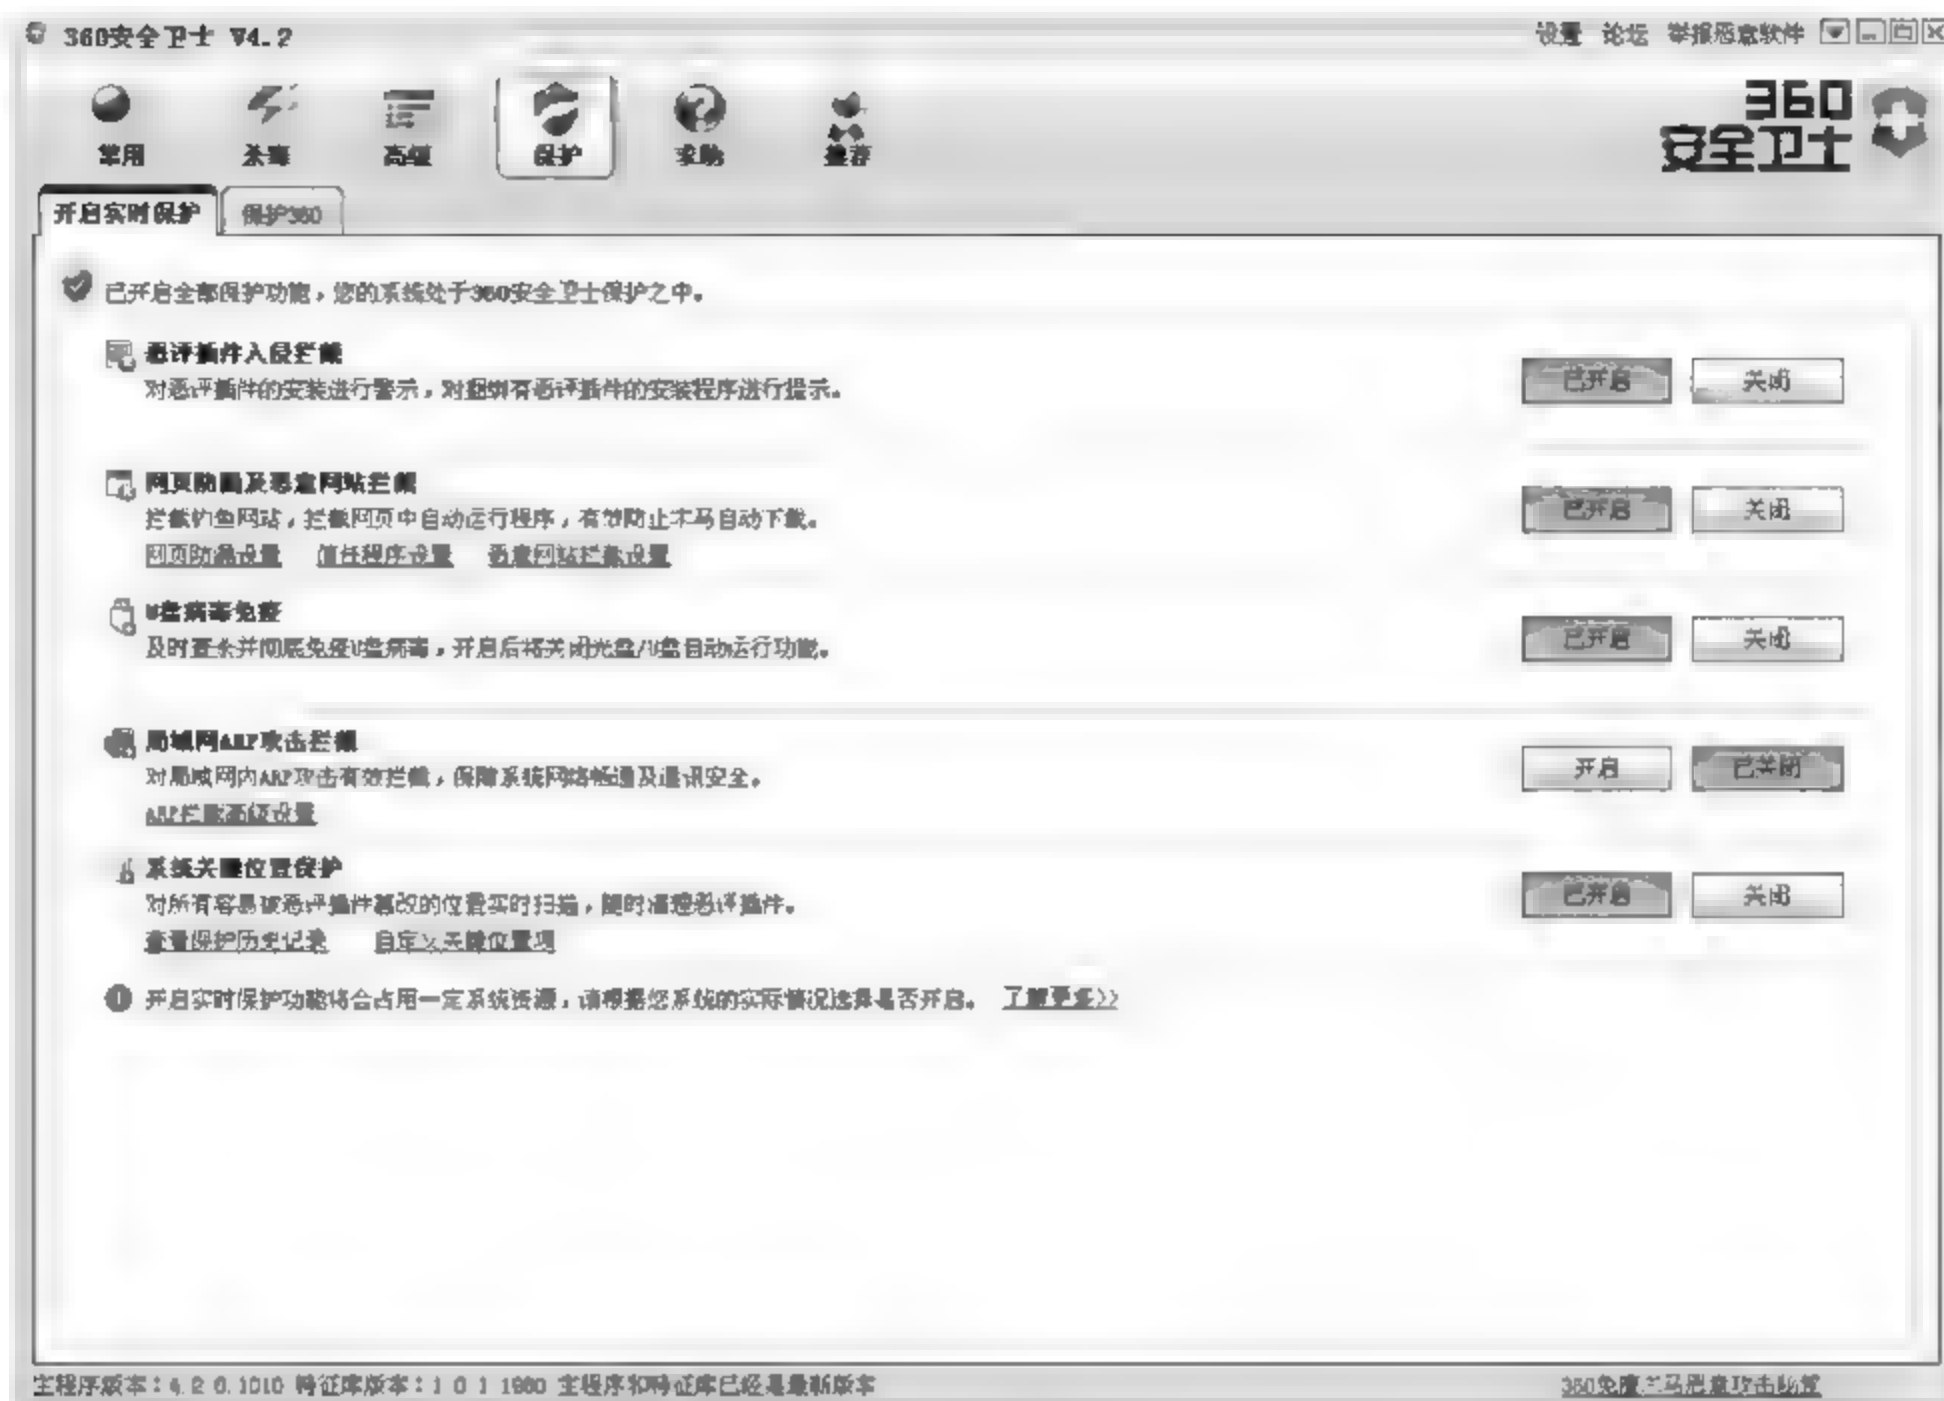 360安全卫士 V4.2
设置 论坛 举报恶意软件
常用 杀毒 高级 保护 求助 推荐
360
安全卫士
开启实时保护 保护360
已开启全部保护功能，您的系统处于360安全卫士保护之中。
恶评插件入侵拦截
对恶评插件的安装进行警示，对捆绑有恶评插件的安装程序进行提示。
已开启 关闭
网页防漏及恶意网站拦截
拦截钓鱼网站，拦截网页中自动运行程序，有效防止木马自动下载。
已开启 关闭
网页防漏设置 信任程序设置 恶意网站拦截设置
U盘病毒免疫
及时查杀并彻底免疫U盘病毒，开启后将关闭光盘/U盘自动运行功能。
已开启 关闭
局域网ARP攻击拦截
对局域网内ARP攻击有效拦截，保障系统网络畅通及通讯安全。
开启 已关闭
ARP拦截高级设置
系统关键位置保护
对所有容易被恶评插件篡改的位置实时扫描，随时清理恶评插件。
已开启 关闭
查看保护历史记录 自定义关键位置项
开启实时保护功能将会占用一定系统资源，请根据您系统的实际情况选择是否开启。 了解更多>>
主程序版本：4.2.0.1010 特征库版本：1.0.1.1980 主程序和特征库已经是最新版本
360免疫 木马恶意攻击